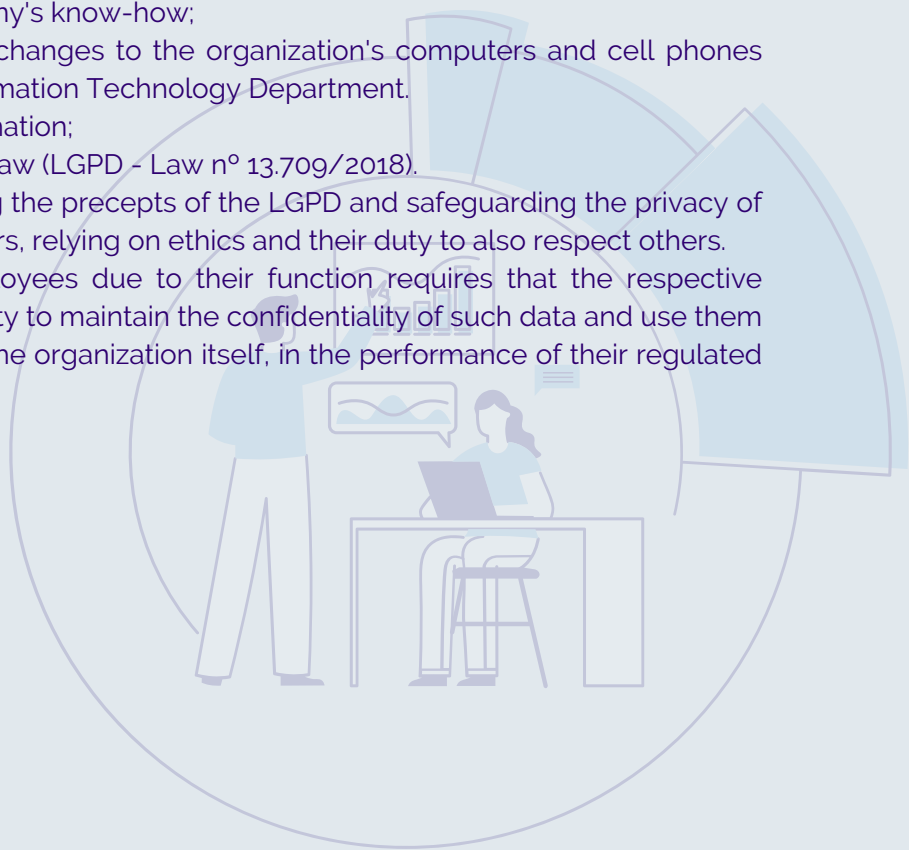 ny's know-how;
changes to the organization's computers and cell phones
mation Technology Department.
nation;
aw (LGPD - Law nº 13.709/2018).
g the precepts of the LGPD and safeguarding the privacy of
rs, relying on ethics and their duty to also respect others.
loyees due to their function requires that the respective
ty to maintain the confidentiality of such data and use them
he organization itself, in the performance of their regulated